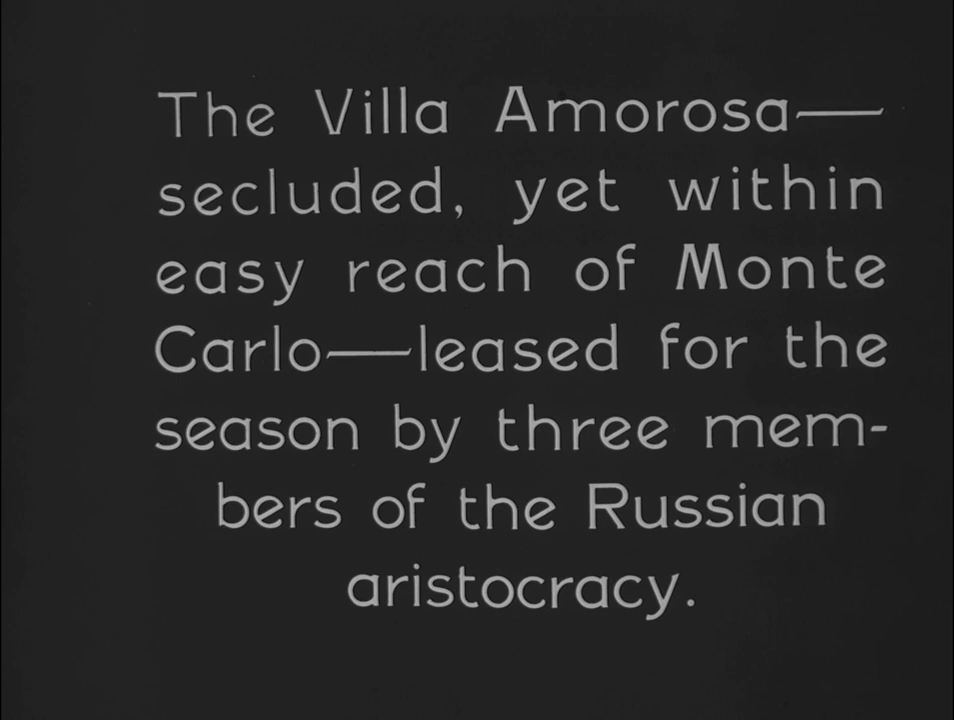 The Villa Amorosa—
secluded, yet within
easy reach of Monte
Carlo—leased for the
season by three mem-
bers of the Russian
aristocracy.